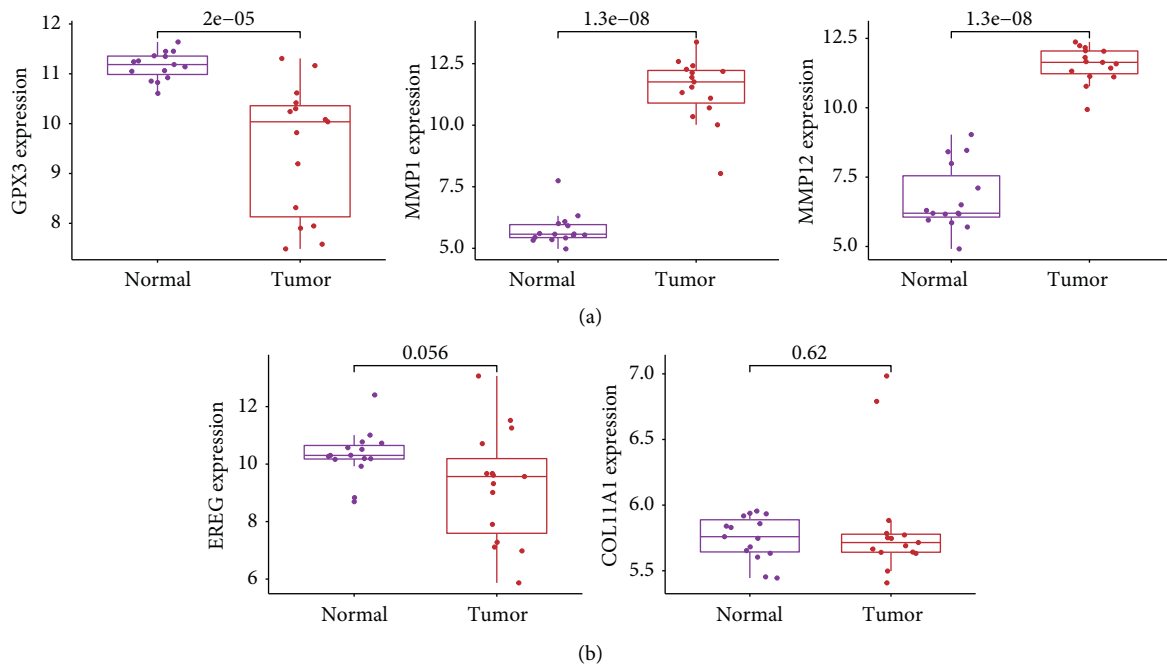 2e−05
GPX3 expression
12
11
10
9
8
Normal
Tumor
1.3e−08
MMP1 expression
12.5
10.0
7.5
5.0
Normal
Tumor
1.3e−08
MMP12 expression
12.5
10.0
7.5
5.0
Normal
Tumor
(a)
0.056
EREG expression
12
10
8
6
Normal
Tumor
0.62
COL11A1 expression
7.0
6.5
6.0
5.5
Normal
Tumor
(b)